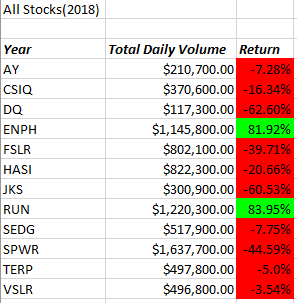 All Stocks(2018)
Year Total Daily Volume Return
AY $210,700.00 -7.28%
CSIQ $370,600.00 -16.34%
DQ $117,300.00 -62.60%
ENPH $1,145,800.00 81.92%
FSLR $802,100.00 -39.71%
HASI $822,300.00 -20.66%
JKS $300,900.00 -60.53%
RUN $1,220,300.00 83.95%
SEDG $517,900.00 -7.75%
SPWR $1,637,700.00 -44.59%
TERP $497,800.00 -5.0%
VSLR $496,800.00 -3.54%